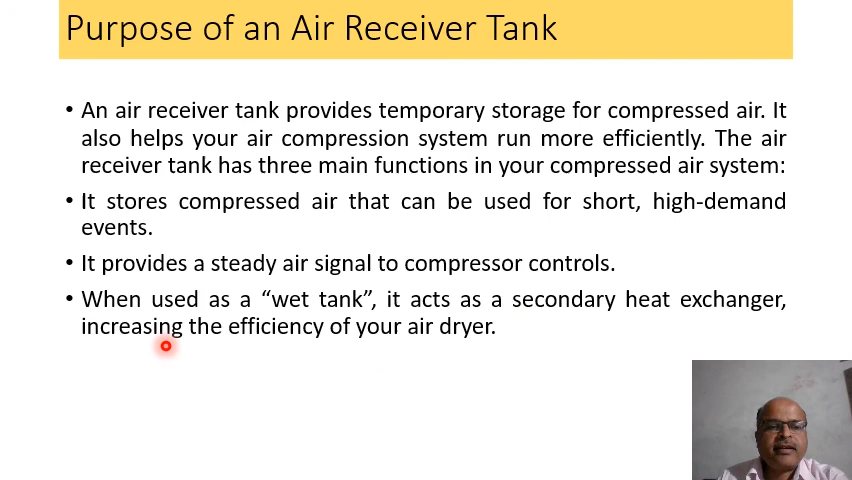 Purpose of an Air Receiver Tank
• An air receiver tank provides temporary storage for compressed air. It
also helps your air compression system run more efficiently. The air
receiver tank has three main functions in your compressed air system:
• It stores compressed air that can be used for short, high-demand
events.
• It provides a steady air signal to compressor controls.
• When used as a “wet tank”, it acts as a secondary heat exchanger,
increasing the efficiency of your air dryer.